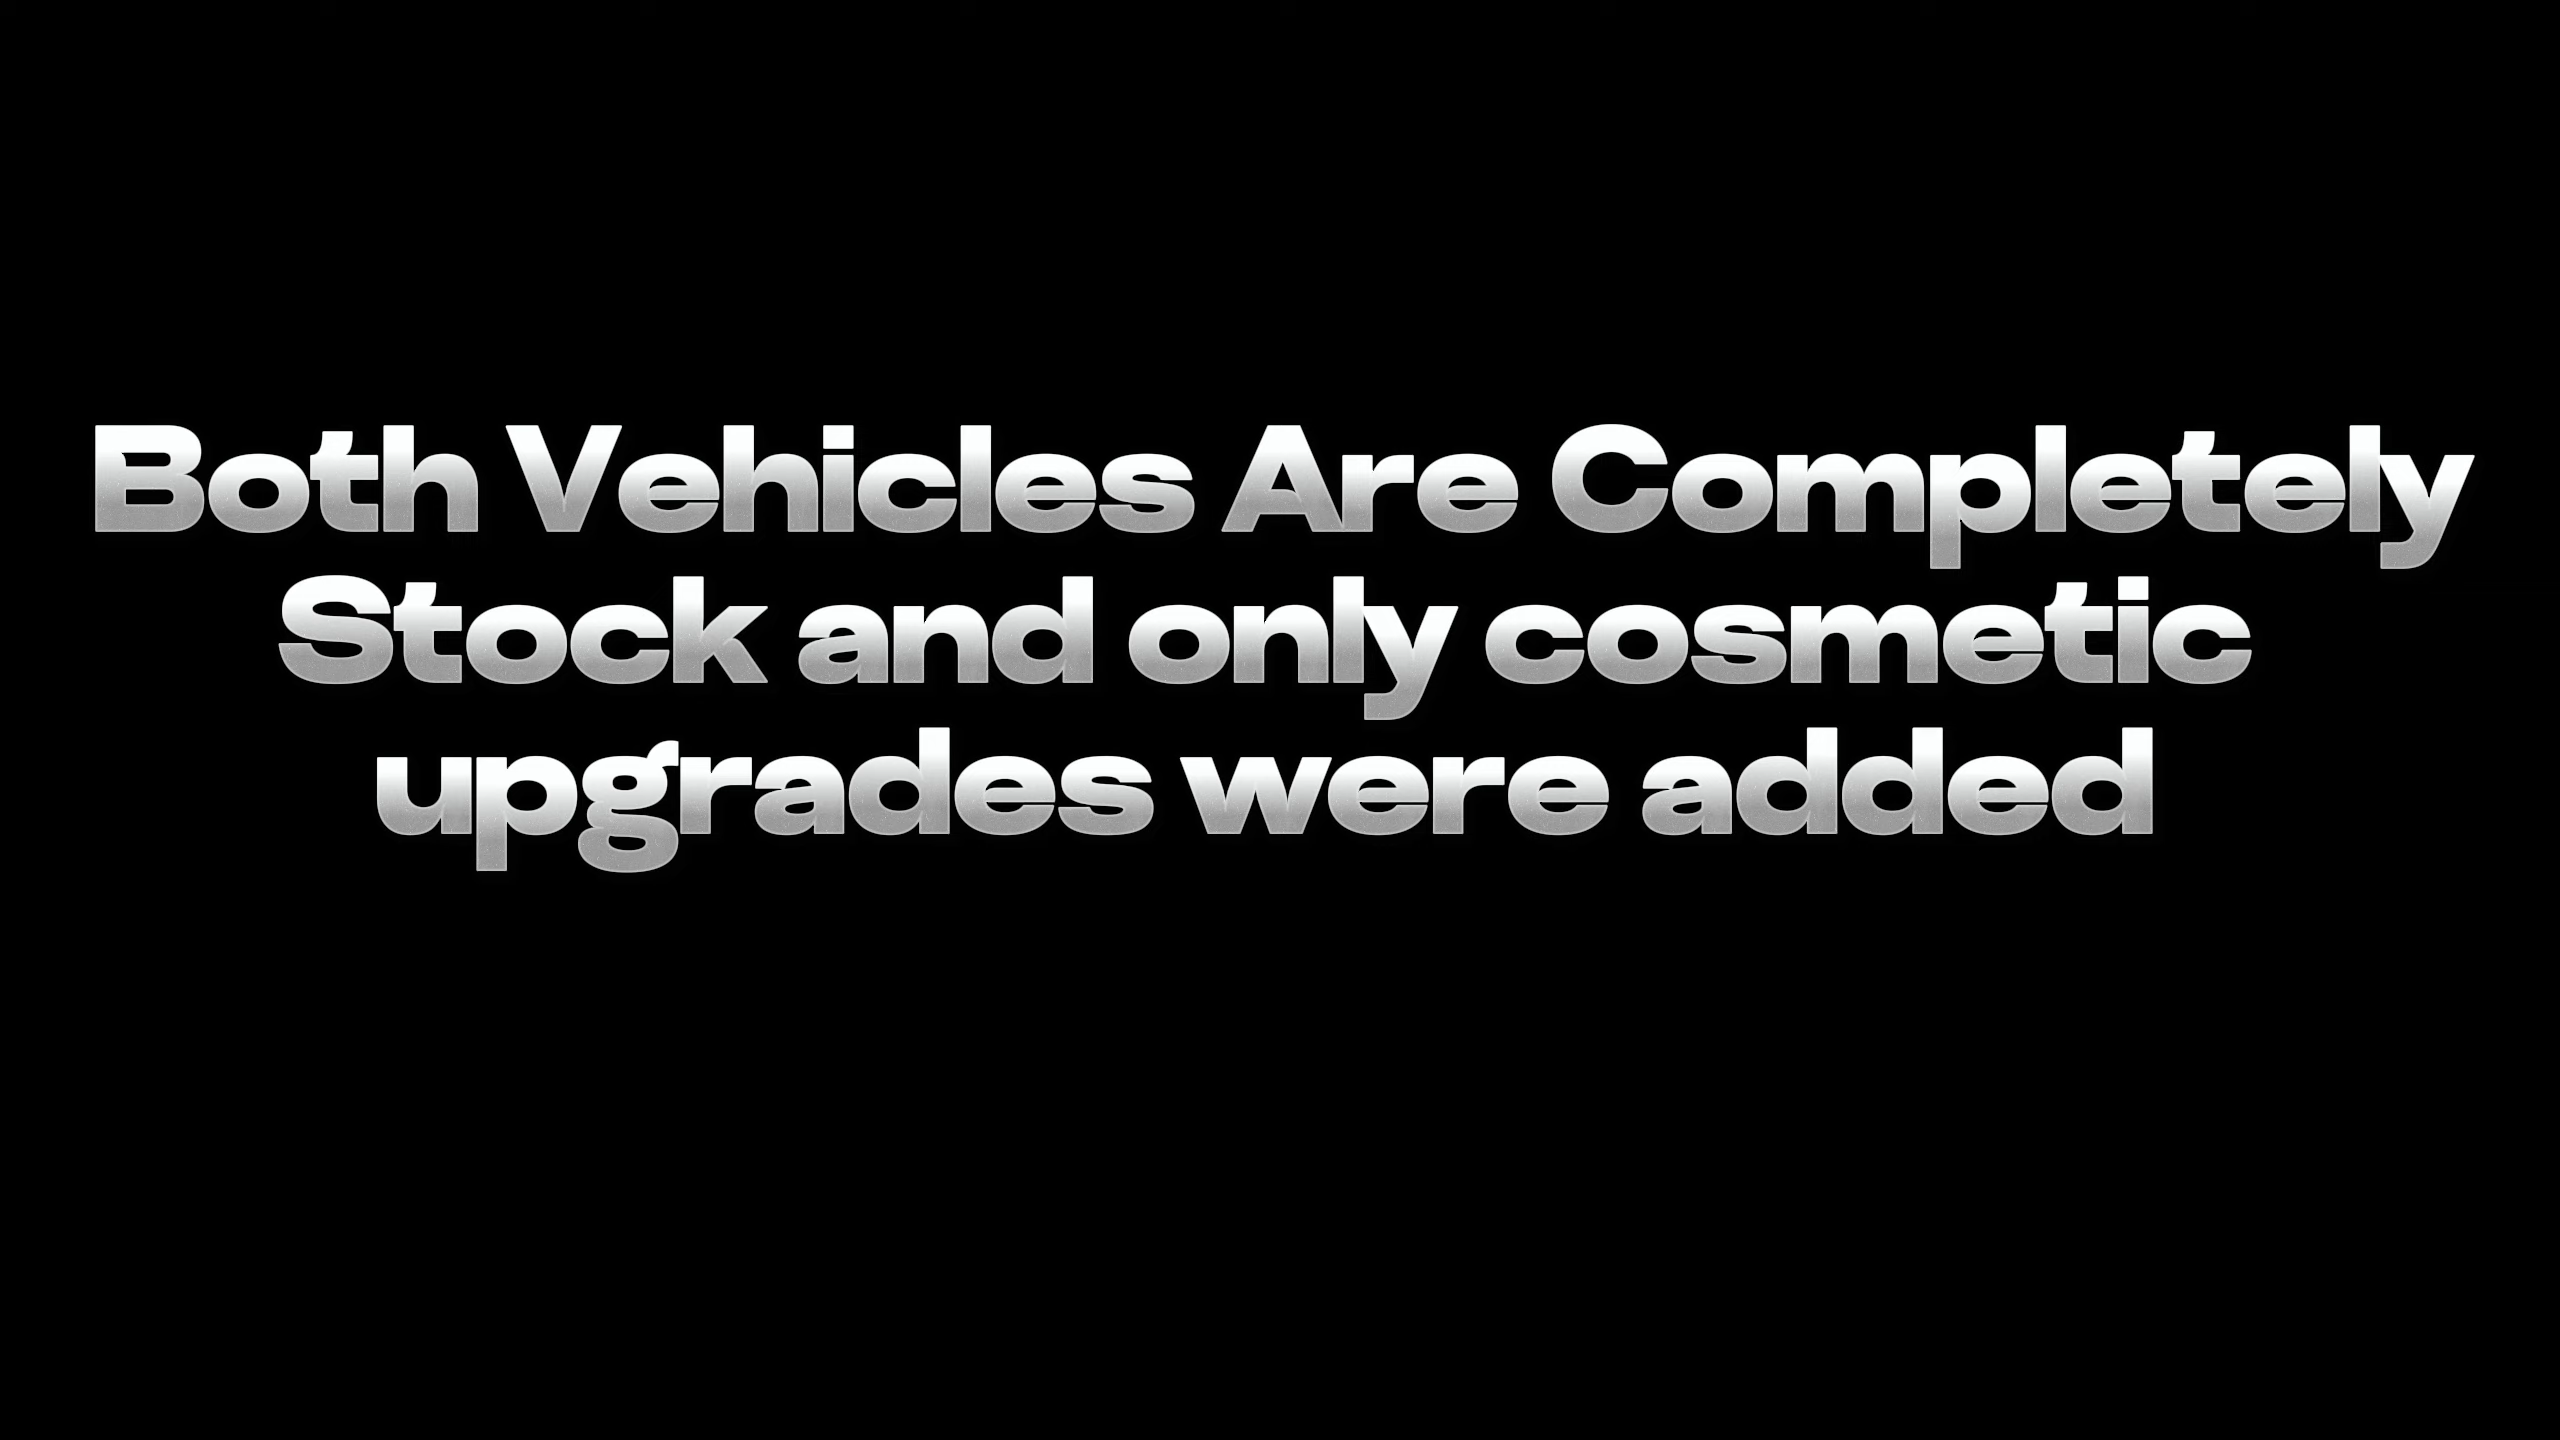 Both Vehicles Are Completely
Stock and only cosmetic
upgrades were added